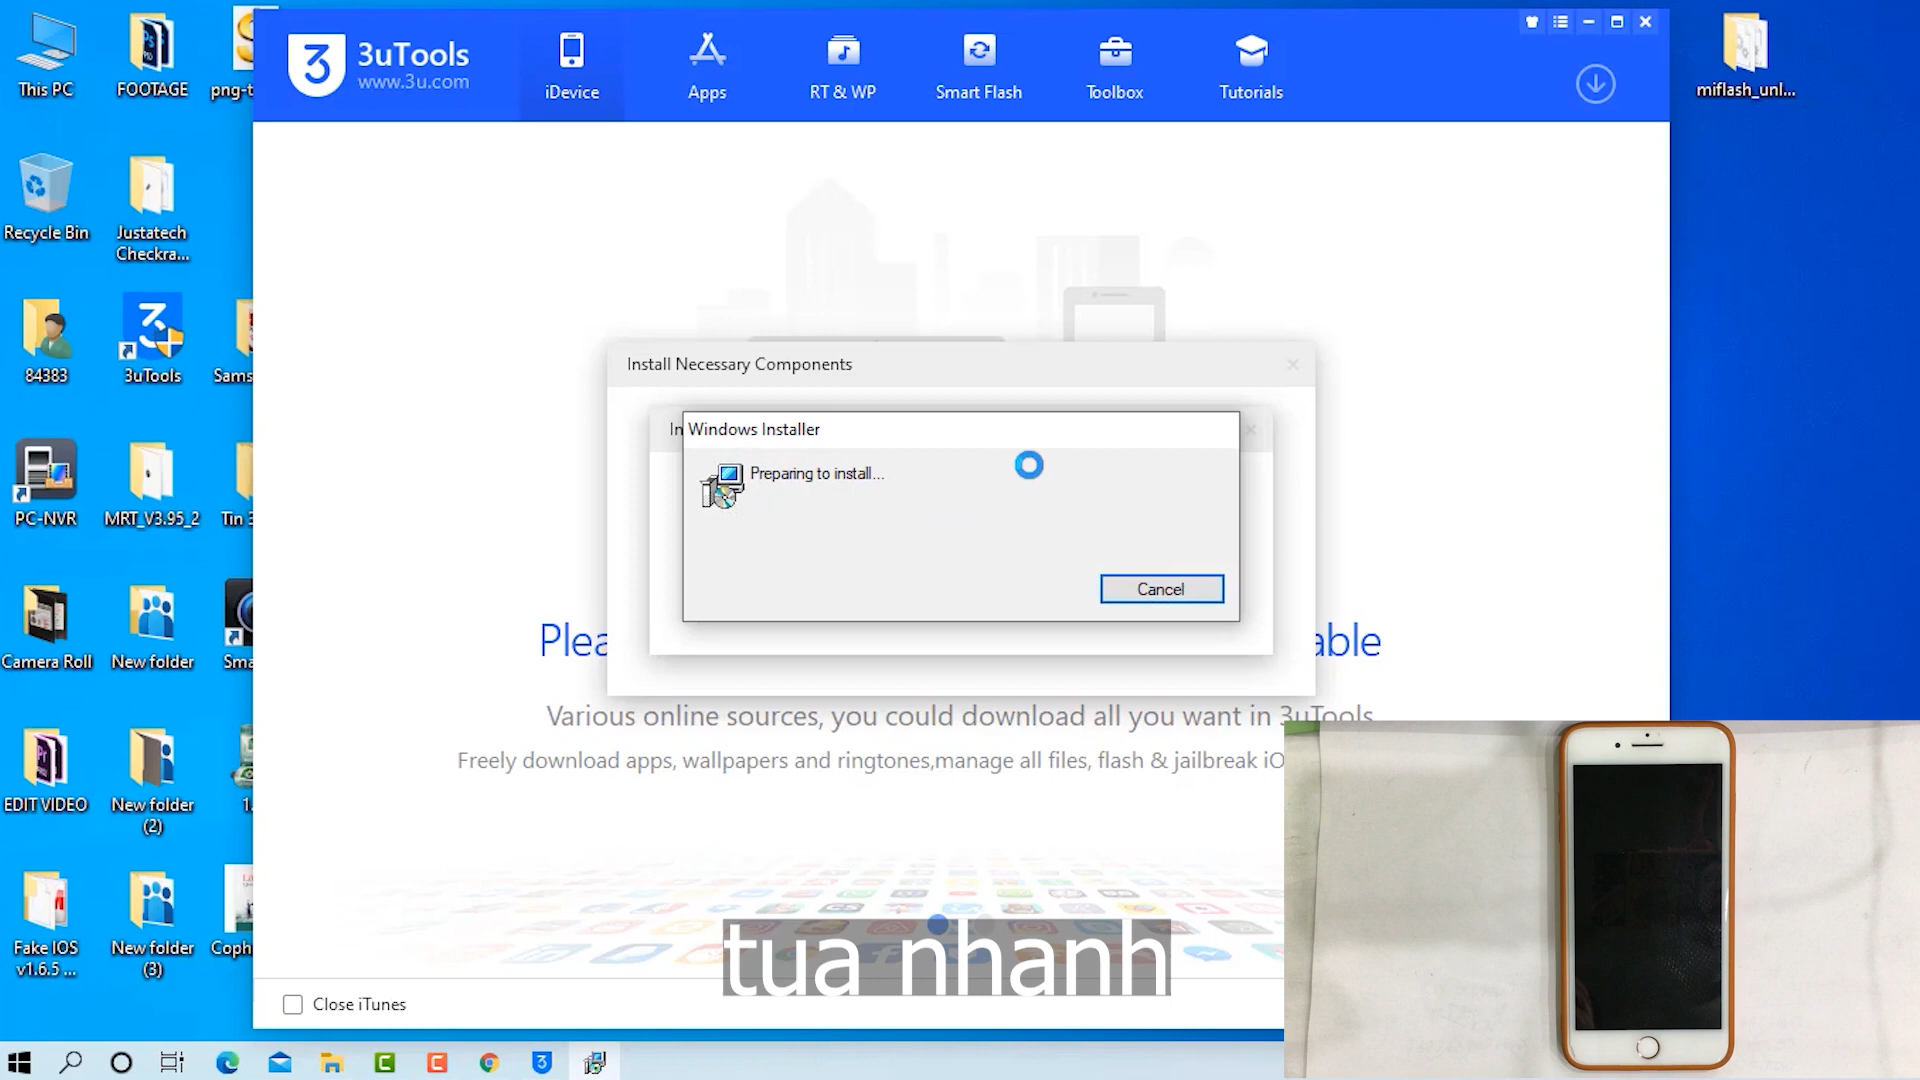 This PC
FOOTAGE
png-t
Recycle Bin
Justatech
Checkra...
84383
3uTools
Sams
PC-NVR
MRT_V3.95_2
Tin 3
Camera Roll
New folder
Sma
EDIT VIDEO
New folder
(2)
1.
Fake IOS
v1.6.5 ...
New folder
(3)
Coph
3
3uTools
www.3u.com
iDevice
Apps
RT & WP
Smart Flash
Toolbox
Tutorials
miflash_unl...
Install Necessary Components
In
Windows Installer
Preparing to install...
Cancel
Plea
able
Various online sources, you could download all you want in 3uTools
Freely download apps, wallpapers and ringtones,manage all files, flash & jailbreak iO
tua nhanh
Close iTunes